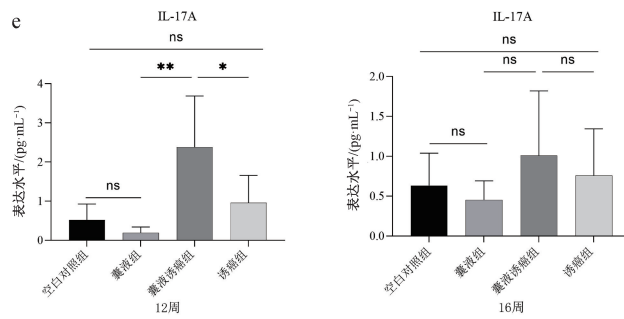 e
IL-17A
ns
** *
ns
表达水平/(pg·mL⁻¹)
4
3
2
1
0
空白对照组
囊液组
囊液诱癌组
诱癌组
12周
IL-17A
ns
ns ns
ns
表达水平/(pg·mL⁻¹)
2.0
1.5
1.0
0.5
0.0
空白对照组
囊液组
囊液诱癌组
诱癌组
16周